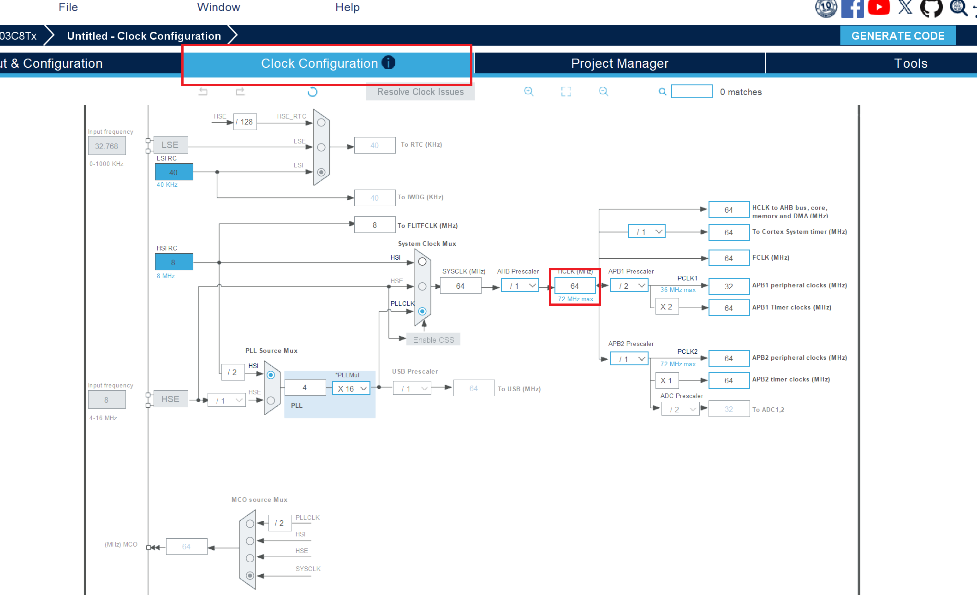 File Window Help
03C8Tx Untitled - Clock Configuration GENERATE CODE
ut & Configuration Clock Configuration Project Manager Tools
Resolve Clock Issues 0 matches
Input frequency
32.768
0-1000 KHz
LSE
LSI RC
40
40 KHz
HSE / 128 HSE_RTC
LSE
LSI
40 To RTC (KHz)
40 To IWDG (KHz)
8 To FLITFCLK (MHz)
HSI RC
8
8 MHz
System Clock Mux
HSI
HSE
PLLCLK
Enable CSS
SYSCLK (MHz)
64
AHB Prescaler
/ 1
HCLK (MHz)
64
72 MHz max
64 HCLK to AHB bus, core,
memory and DMA (MHz)
/ 1 64 To Cortex System timer (MHz)
64 FCLK (MHz)
APB1 Prescaler
/ 2
PCLK1
36 MHz max
32 APB1 peripheral clocks (MHz)
X 2 64 APB1 Timer clocks (MHz)
APB2 Prescaler
/ 1
PCLK2
72 MHz max
64 APB2 peripheral clocks (MHz)
X 1 64 APB2 timer clocks (MHz)
ADC Prescaler
/ 2 32 To ADC1,2
PLL Source Mux
/ 2 HSI
HSE
/ 1
4
*PLLMul
X 16
PLL
USB Prescaler
/ 1 64 To USB (MHz)
Input frequency
8
4-16 MHz
HSE
MCO source Mux
/ 2 PLLCLK
HSI
HSE
SYSCLK
(MHz) MCO 64